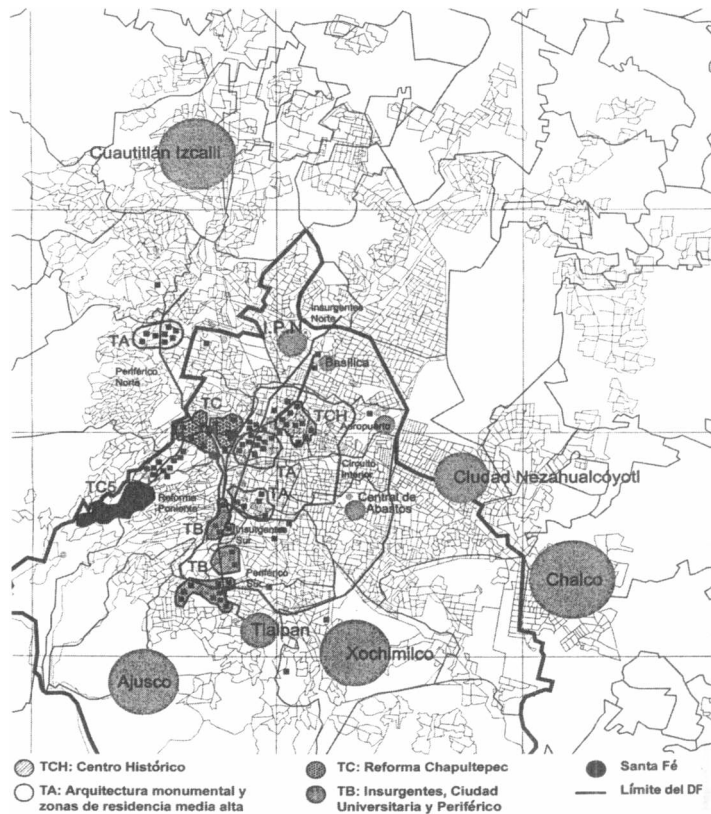 Cuautitlán Izcalli
Insurgentes
Norte
I.P.N.
TA
Basílica
Periférico
Norte
TC
TCH
Aeropuerto
TA
Circuito
Interior
Ciudad Nezahualcóyotl
TC5
TA
Reforma
Poniente
Central de
Abastos
TB
Insurgentes
Sur
TB
Periférico
Sur
Chalco
Tlalpan
Xochimilco
Ajusco
TCH: Centro Histórico
TC: Reforma Chapultepec
Santa Fé
TA: Arquitectura monumental y
zonas de residencia media alta
TB: Insurgentes, Ciudad
Universitaria y Periférico
Límite del DF